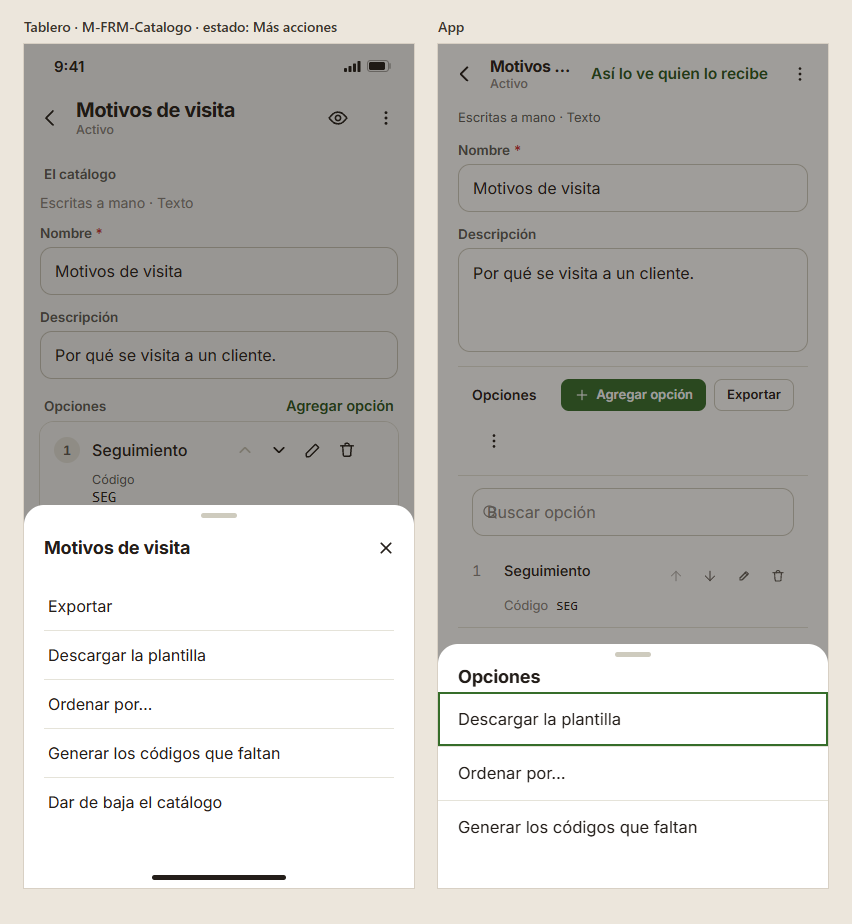 Tablero · M-FRM-Catalogo · estado: Más acciones
9:41
Motivos de visita
Activo
El catálogo
Escritas a mano · Texto
Nombre *
Motivos de visita
Descripción
Por qué se visita a un cliente.
Opciones
Agregar opción
1
Seguimiento
Código
SEG
Motivos de visita
Exportar
Descargar la plantilla
Ordenar por...
Generar los códigos que faltan
Dar de baja el catálogo
App
Motivos ...
Activo
Así lo ve quien lo recibe
Escritas a mano · Texto
Nombre *
Motivos de visita
Descripción
Por qué se visita a un cliente.
Opciones
+ Agregar opción
Exportar
Buscar opción
1
Seguimiento
Código SEG
Opciones
Descargar la plantilla
Ordenar por...
Generar los códigos que faltan